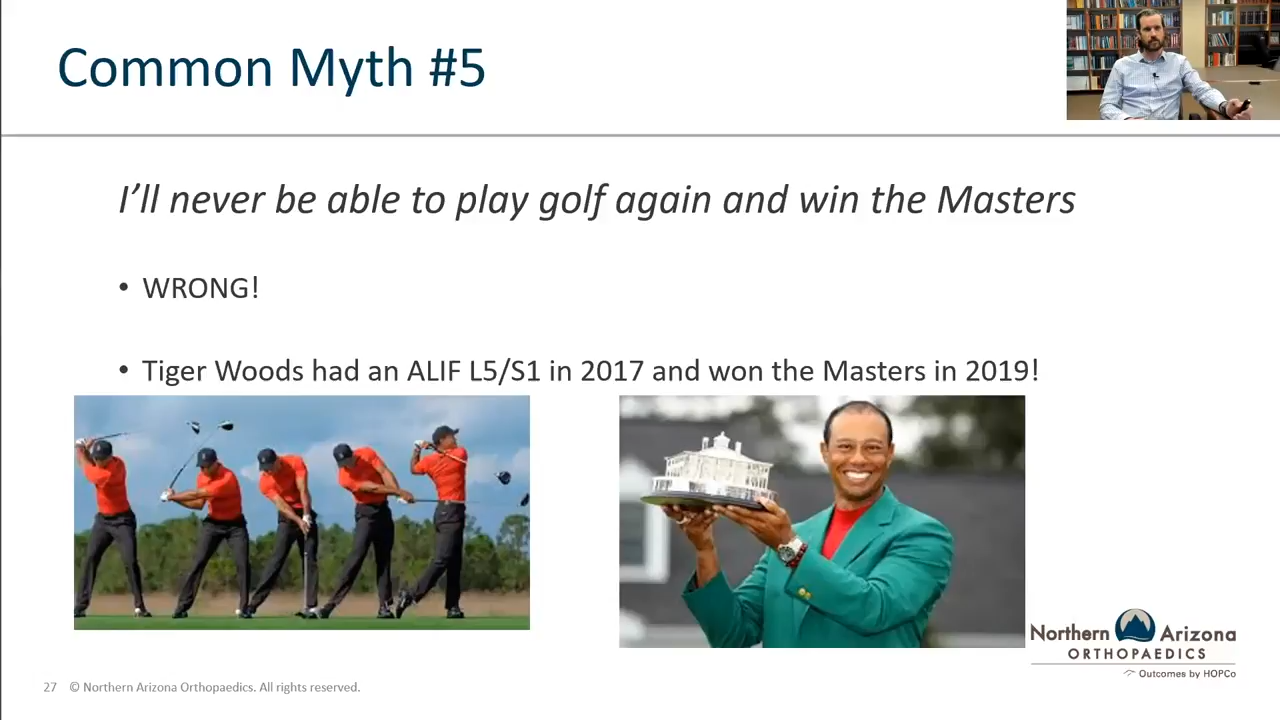 Common Myth #5
I’ll never be able to play golf again and win the Masters
• WRONG!
• Tiger Woods had an ALIF L5/S1 in 2017 and won the Masters in 2019!
Northern Arizona
ORTHOPAEDICS
Outcomes by HOPCo
27 © Northern Arizona Orthopaedics. All rights reserved.